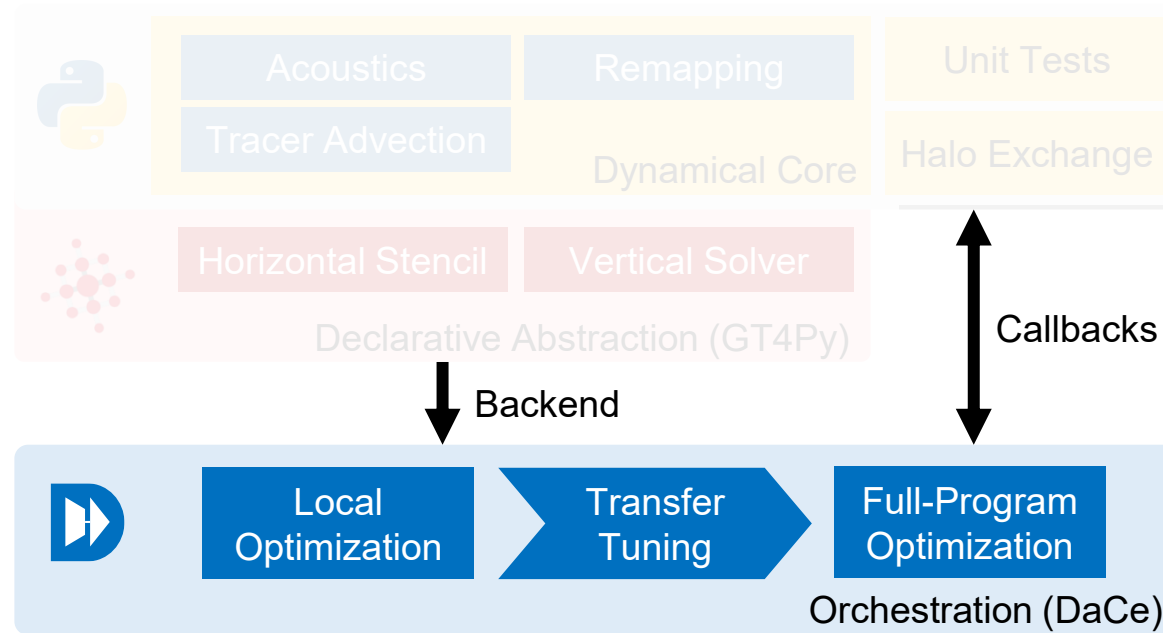 Acoustics
Remapping
Unit Tests
Tracer Advection
Dynamical Core
Halo Exchange
Horizontal Stencil
Vertical Solver
Declarative Abstraction (GT4Py)
Callbacks
Backend
Local
Optimization
Transfer
Tuning
Full-Program
Optimization
Orchestration (DaCe)